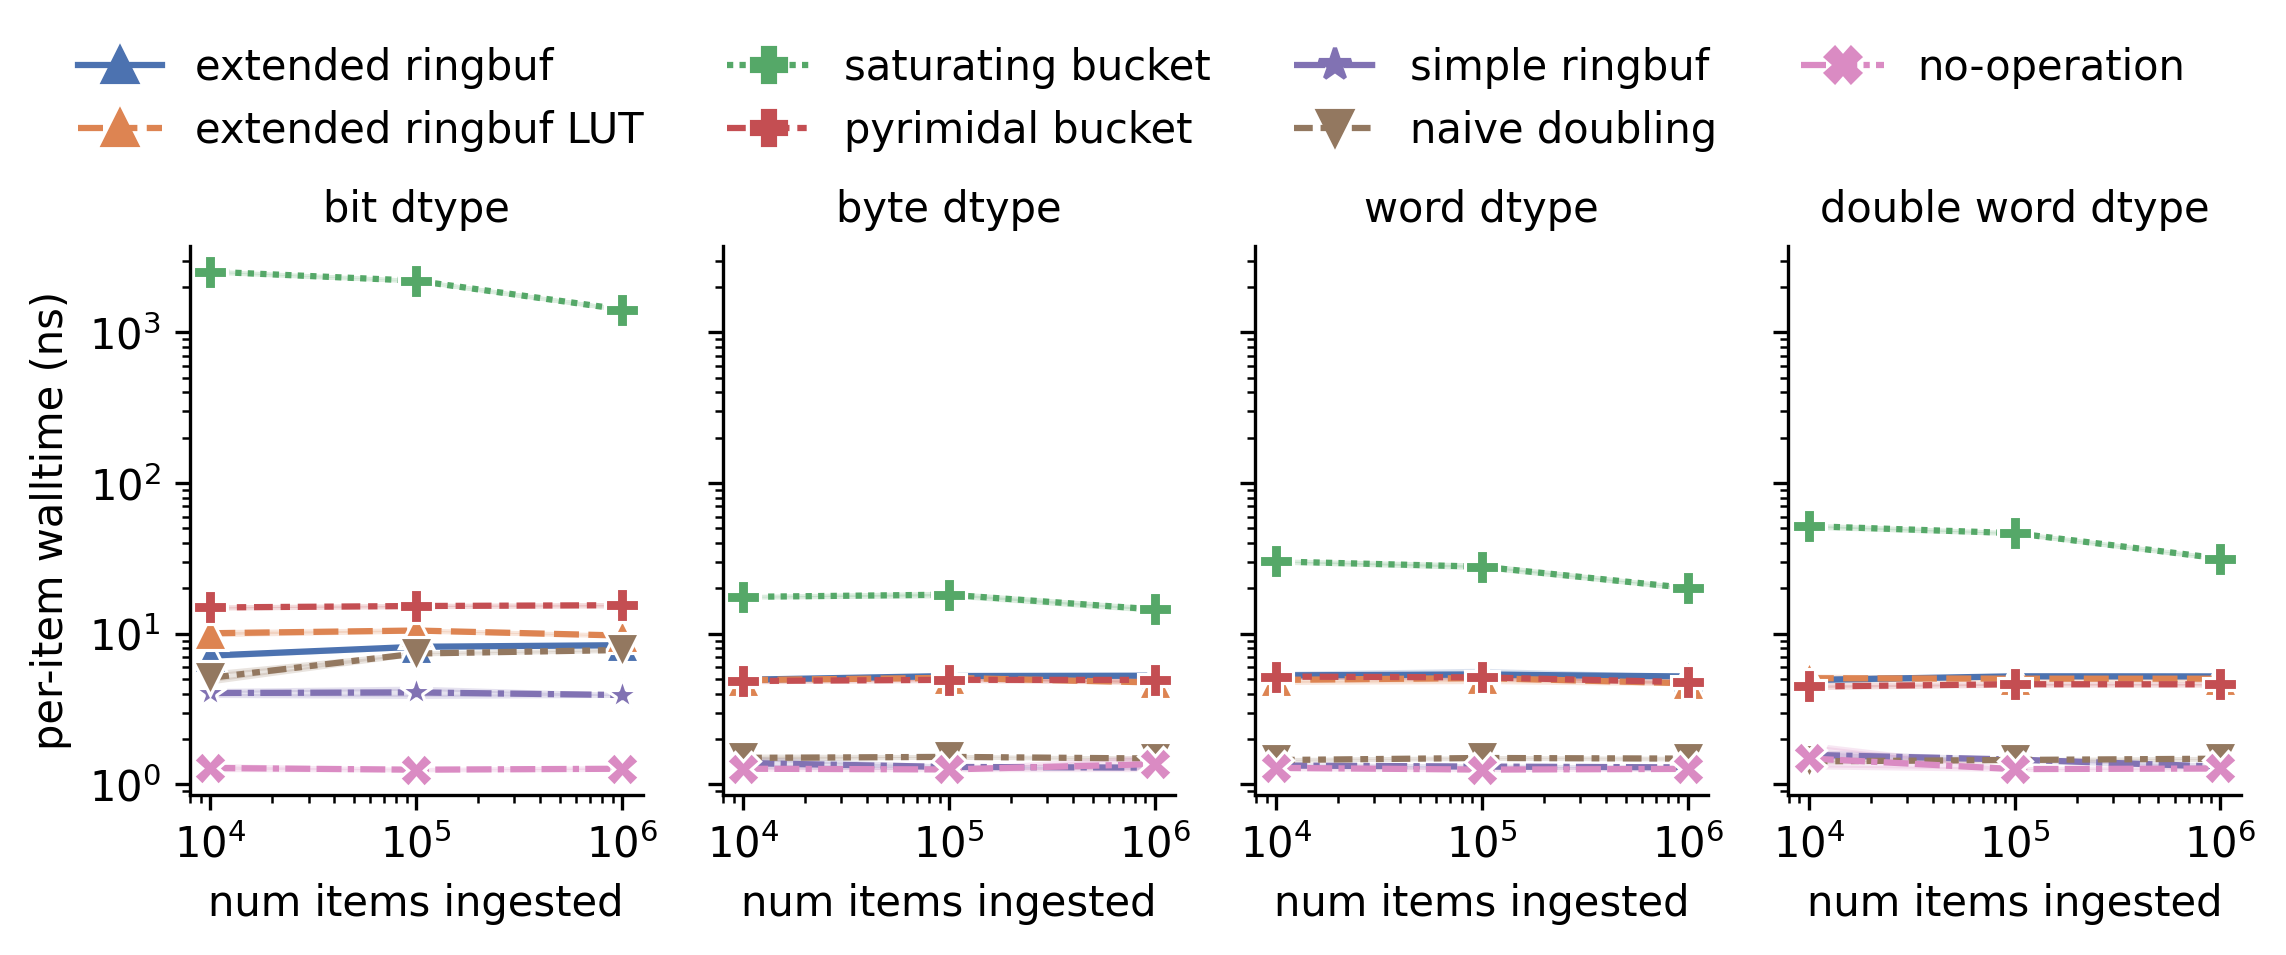 extended ringbuf saturating bucket simple ringbuf no-operation
extended ringbuf LUT pyrimidal bucket naive doubling
bit dtype byte dtype word dtype double word dtype
per-item walltime (ns)
10³
10²
10¹
10⁰
10⁴ 10⁵ 10⁶ 10⁴ 10⁵ 10⁶ 10⁴ 10⁵ 10⁶ 10⁴ 10⁵ 10⁶
num items ingested num items ingested num items ingested num items ingested